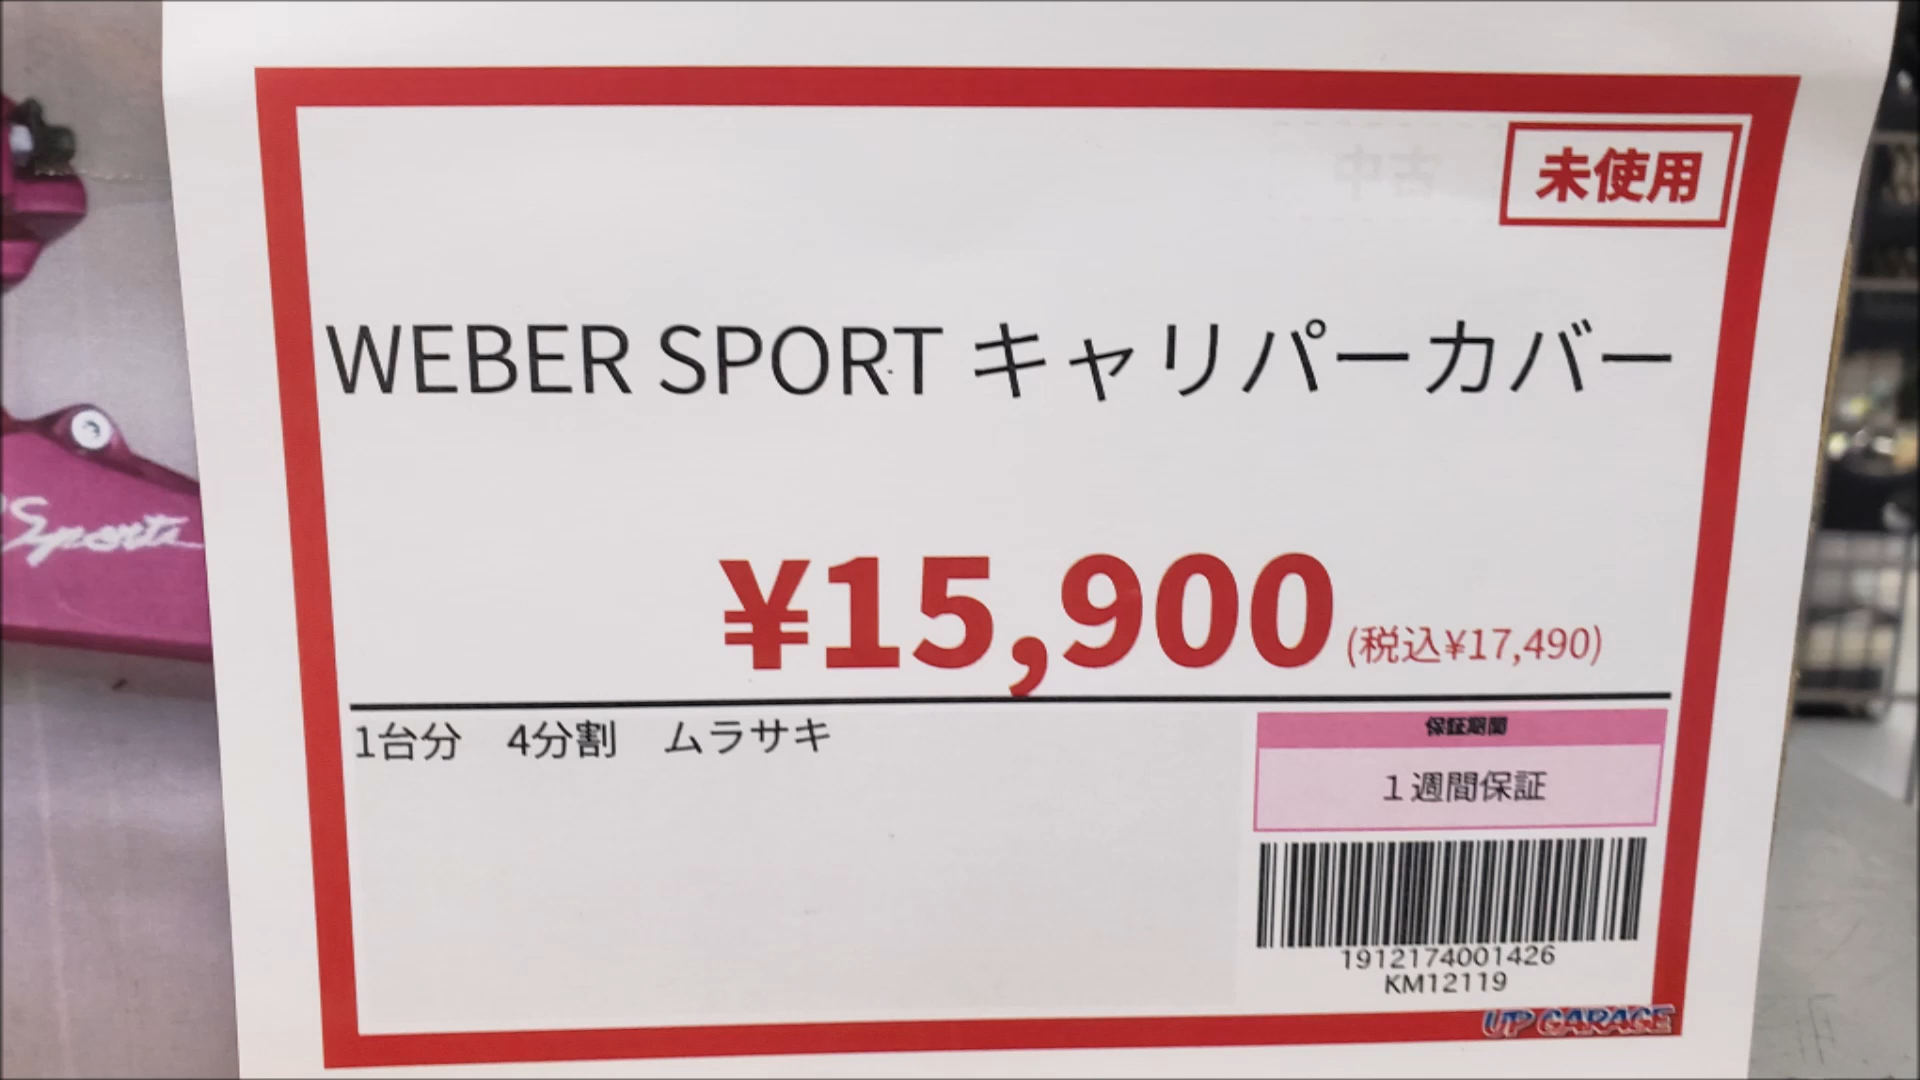 未使用
WEBER SPORT キャリパーカバー
¥15,900 (税込¥17,490)
1台分 4分割 ムラサキ
保証期間
1週間保証
1912174001426
KM12119
UP GARAGE
Sports